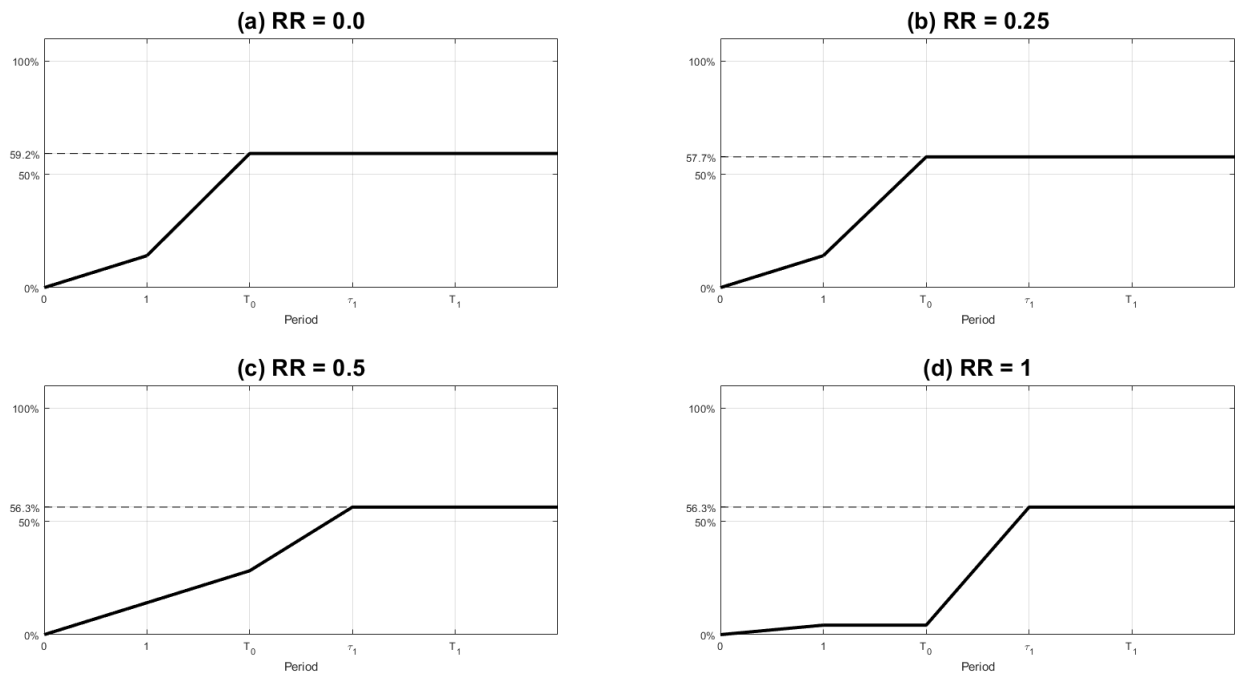 (a) RR = 0.0
100%
59.2%
50%
0%
0 1 T₀ τ₁ T₁
Period
(b) RR = 0.25
100%
57.7%
50%
0%
0 1 T₀ τ₁ T₁
Period
(c) RR = 0.5
100%
56.3%
50%
0%
0 1 T₀ τ₁ T₁
Period
(d) RR = 1
100%
56.3%
50%
0%
0 1 T₀ τ₁ T₁
Period